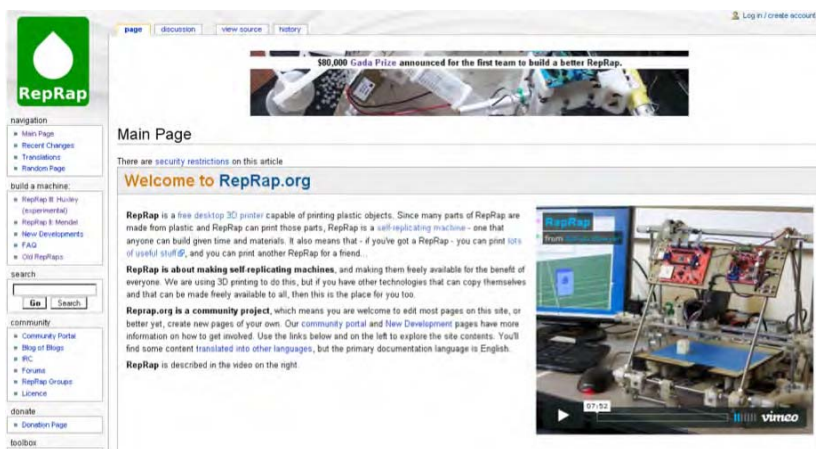 Log in / create account
page
discussion
view source
history
RepRap
$80,000 Gada Prize announced for the first team to build a better RepRap.
navigation
Main Page
Recent Changes
Translations
Random Page
build a machine:
RepRap III: Huxley
(experimental)
RepRap II: Mendel
New Developments
FAQ
Old RepRaps
search
Go
Search
community
Community Portal
Blog of Blogs
IRC
Forums
RepRap Groups
Licence
donate
Donation Page
toolbox
Main Page
There are security restrictions on this article
Welcome to RepRap.org
RepRap is a free desktop 3D printer capable of printing plastic objects. Since many parts of RepRap are
made from plastic and RepRap can print those parts, RepRap is a self-replicating machine - one that
anyone can build given time and materials. It also means that - if you've got a RepRap - you can print lots
of useful stuff, and you can print another RepRap for a friend...
RepRap is about making self-replicating machines, and making them freely available for the benefit of
everyone. We are using 3D printing to do this, but if you have other technologies that can copy themselves
and that can be made freely available to all, then this is the place for you too.
Reprap.org is a community project, which means you are welcome to edit most pages on this site, or
better yet, create new pages of your own. Our community portal and New Development pages have more
information on how to get involved. Use the links below and on the left to explore the site contents. You'll
find some content translated into other languages, but the primary documentation language is English.
RepRap is described in the video on the right.
RepRap
from
07:52
vimeo